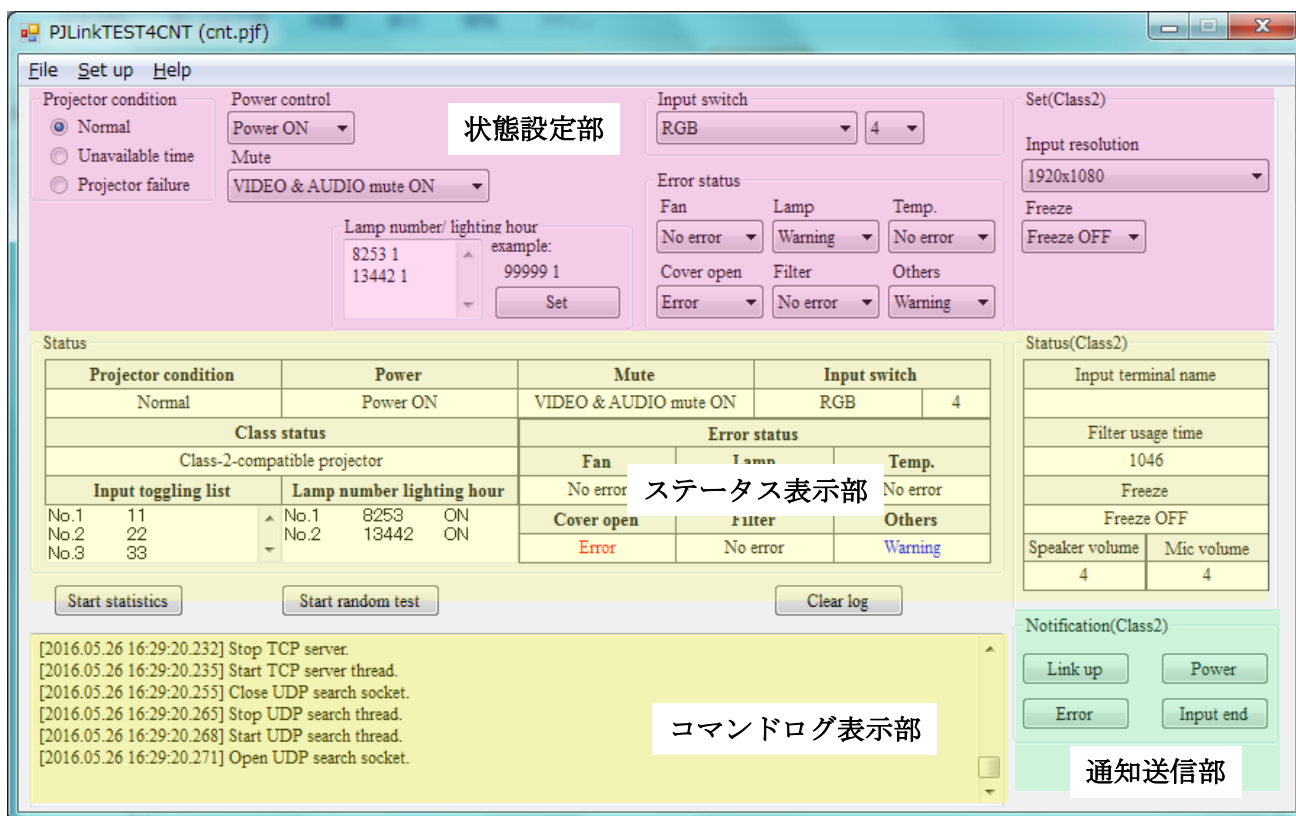 PJLinkTEST4CNT (cnt.pjf)
File Set up Help
Projector condition
Normal
Unavailable time
Projector failure
Power control
Power ON
Mute
VIDEO & AUDIO mute ON
状態設定部
Lamp number/ lighting hour
8253 1
13442 1
example:
99999 1
Set
Input switch
RGB 4
Error status
Fan Lamp Temp.
No error Warning No error
Cover open Filter Others
Error No error Warning
Set(Class2)
Input resolution
1920x1080
Freeze
Freeze OFF
Status
Projector condition Power Mute Input switch
Normal Power ON VIDEO & AUDIO mute ON RGB 4
Class status Error status
Class-2-compatible projector
Fan Lamp Temp.
Input toggling list Lamp number lighting hour
No error No error
ステータス表示部
No.1 11
No.2 22
No.3 33
No.1 8253 ON
No.2 13442 ON
Cover open Filter Others
Error No error Warning
Status(Class2)
Input terminal name
Filter usage time
1046
Freeze
Freeze OFF
Speaker volume Mic volume
4 4
Start statistics Start random test Clear log
[2016.05.26 16:29:20.232] Stop TCP server.
[2016.05.26 16:29:20.235] Start TCP server thread.
[2016.05.26 16:29:20.255] Close UDP search socket.
[2016.05.26 16:29:20.265] Stop UDP search thread.
[2016.05.26 16:29:20.268] Start UDP search thread.
[2016.05.26 16:29:20.271] Open UDP search socket.
コマンドログ表示部
Notification(Class2)
Link up Power
Error Input end
通知送信部